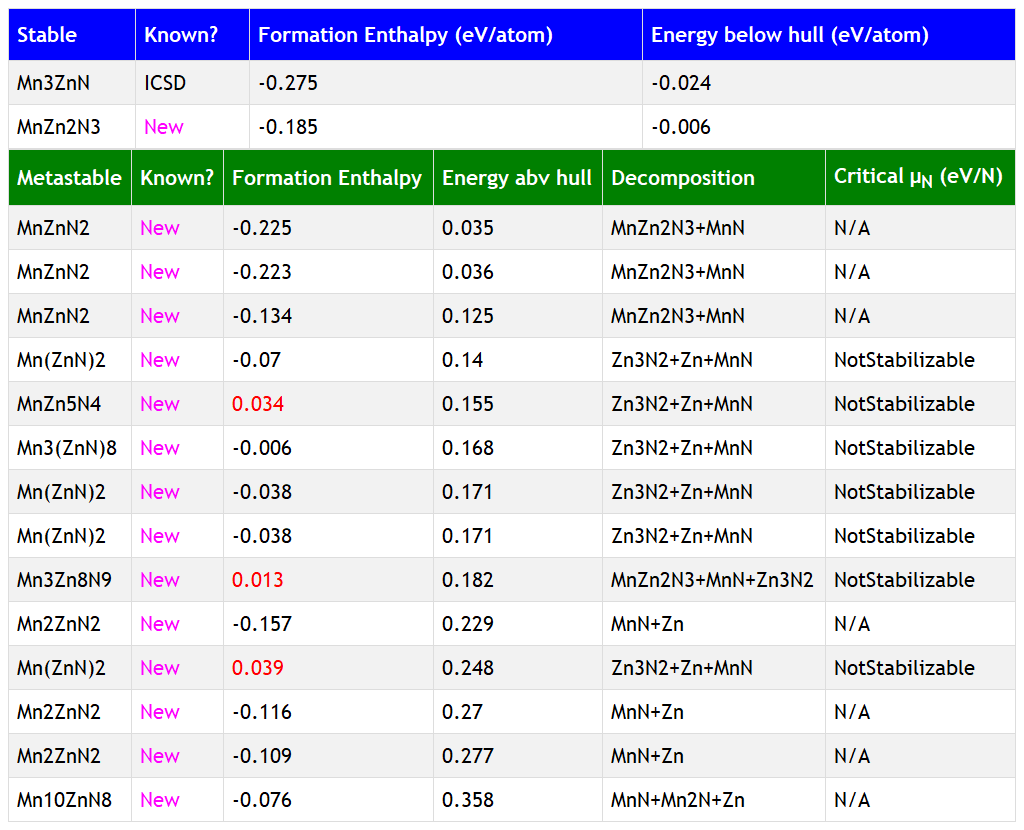 Stable Known? Formation Enthalpy (eV/atom) Energy below hull (eV/atom)
Mn3ZnN ICSD -0.275 -0.024
MnZn2N3 New -0.185 -0.006
Metastable Known? Formation Enthalpy Energy abv hull Decomposition Critical μN (eV/N)
MnZnN2 New -0.225 0.035 MnZn2N3+MnN N/A
MnZnN2 New -0.223 0.036 MnZn2N3+MnN N/A
MnZnN2 New -0.134 0.125 MnZn2N3+MnN N/A
Mn(ZnN)2 New -0.07 0.14 Zn3N2+Zn+MnN NotStabilizable
MnZn5N4 New 0.034 0.155 Zn3N2+Zn+MnN NotStabilizable
Mn3(ZnN)8 New -0.006 0.168 Zn3N2+Zn+MnN NotStabilizable
Mn(ZnN)2 New -0.038 0.171 Zn3N2+Zn+MnN NotStabilizable
Mn(ZnN)2 New -0.038 0.171 Zn3N2+Zn+MnN NotStabilizable
Mn3Zn8N9 New 0.013 0.182 MnZn2N3+MnN+Zn3N2 NotStabilizable
Mn2ZnN2 New -0.157 0.229 MnN+Zn N/A
Mn(ZnN)2 New 0.039 0.248 Zn3N2+Zn+MnN NotStabilizable
Mn2ZnN2 New -0.116 0.27 MnN+Zn N/A
Mn2ZnN2 New -0.109 0.277 MnN+Zn N/A
Mn10ZnN8 New -0.076 0.358 MnN+Mn2N+Zn N/A